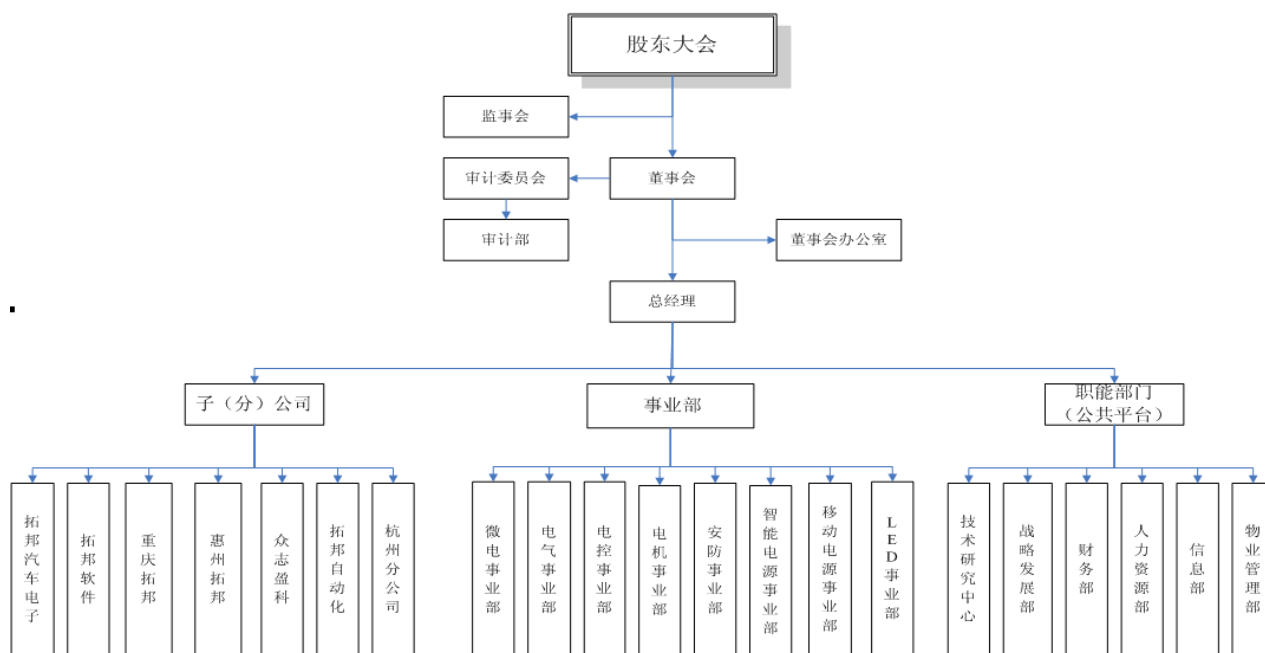 股东大会
监事会
审计委员会
董事会
审计部
董事会办公室
总经理
子（分）公司
事业部
职能部门
（公共平台）
拓邦汽车电子
拓邦软件
重庆拓邦
惠州拓邦
众志盈科
拓邦自动化
杭州分公司
微电事业部
电气事业部
电控事业部
电机事业部
安防事业部
智能电源事业部
移动电源事业部
LED事业部
技术研究中心
战略发展部
财务部
人力资源部
信息部
物业管理部